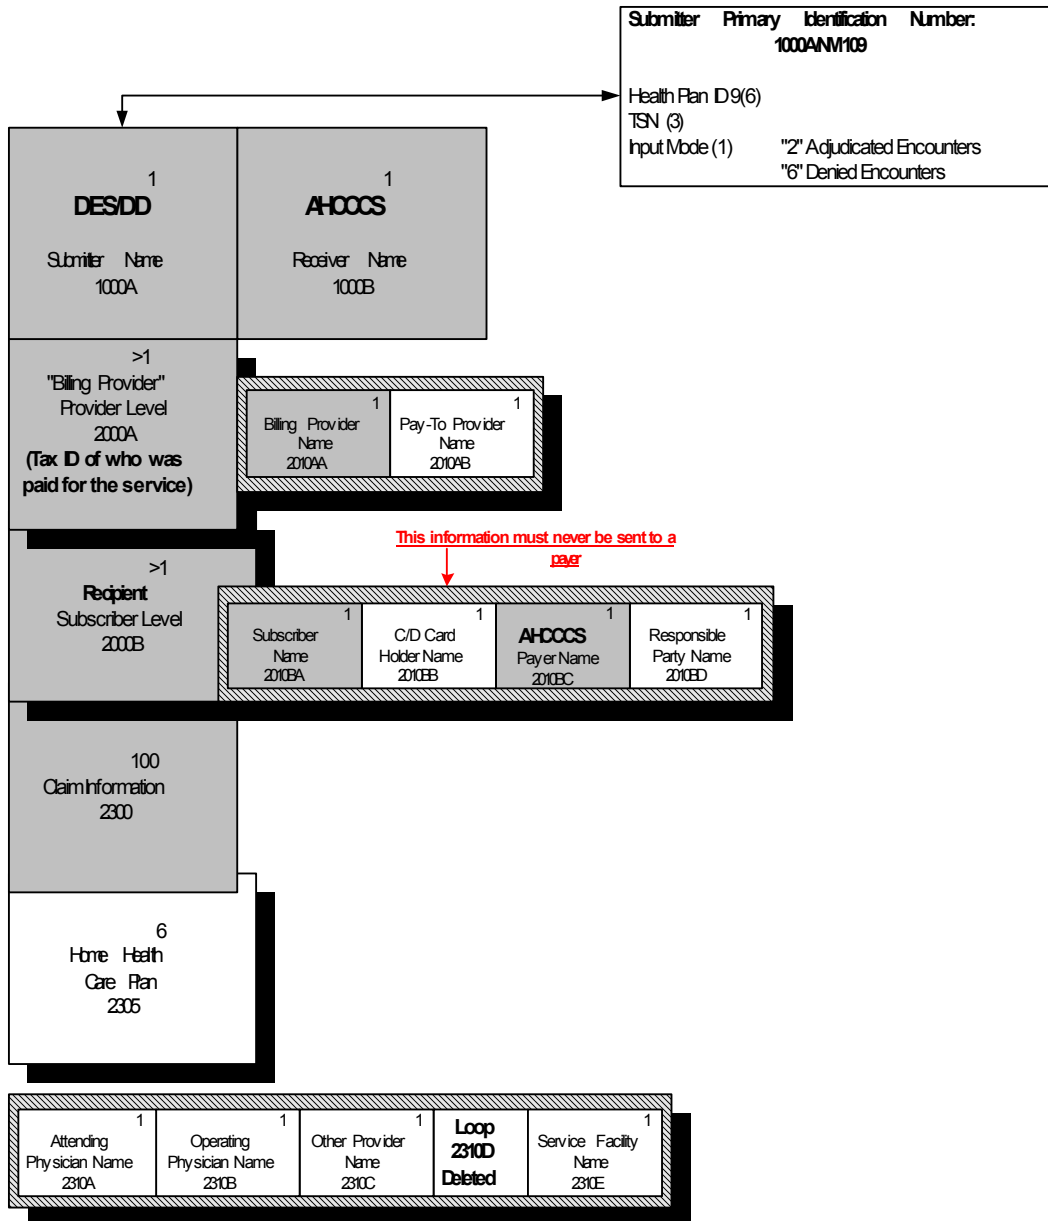 Submitter Primary Identification Number:
1000A/NM109
Health Plan ID 9(6)
TSN (3)
Input Mode (1) "2" Adjudicated Encounters
"6" Denied Encounters
1
DES/DD
Submitter Name
1000A
1
AHCCCS
Receiver Name
1000B
>1
"Billing Provider"
Provider Level
2000A
(Tax ID of who was
paid for the service)
1
Billing Provider
Name
2010AA
1
Pay-To Provider
Name
2010AB
This information must never be sent to a
payer
>1
Recipient
Subscriber Level
2000B
1
Subscriber
Name
2010BA
1
C/D Card
Holder Name
2010BB
1
AHCCCS
Payer Name
2010BC
1
Responsible
Party Name
2010BD
100
Claim Information
2300
6
Home Health
Care Plan
2305
1
Attending
Physician Name
2310A
1
Operating
Physician Name
2310B
1
Other Provider
Name
2310C
Loop
2310D
Deleted
1
Service Facility
Name
2310E